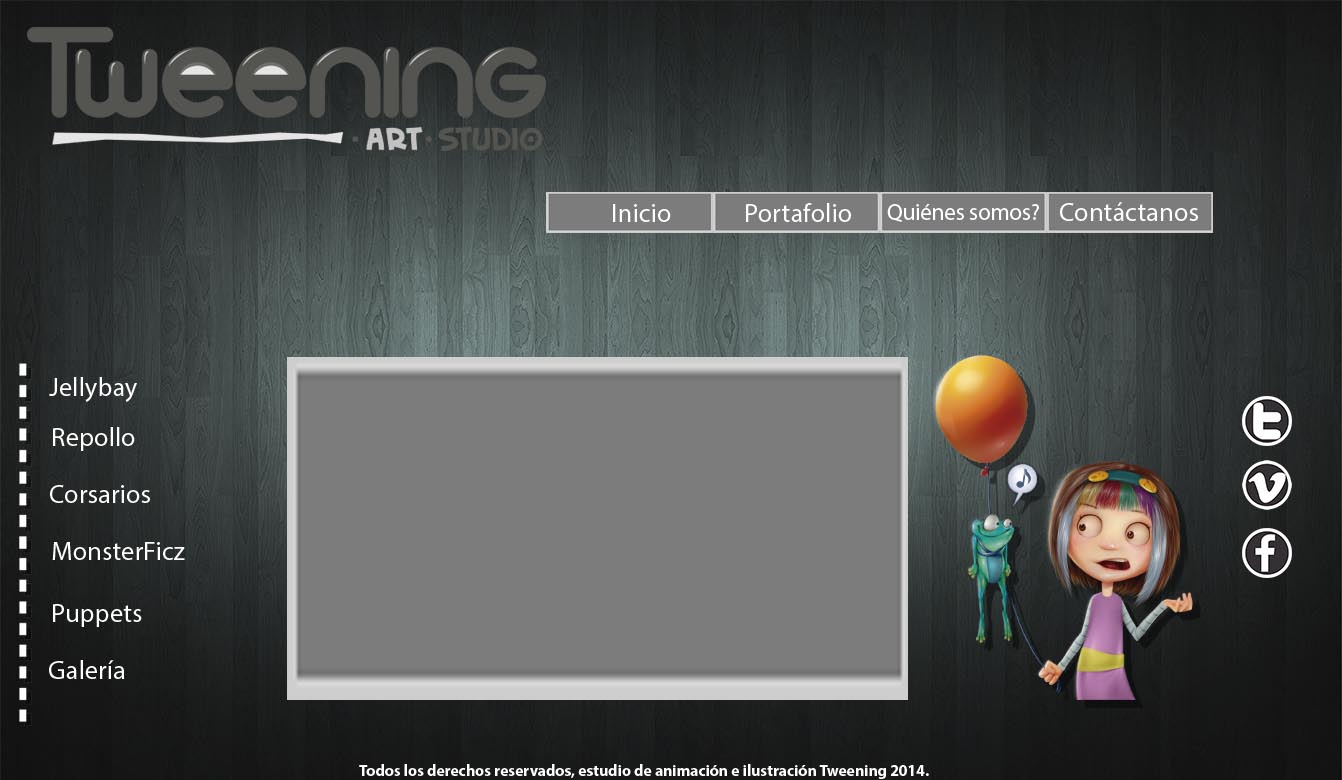 Tweening
· ART · STUDIO
Inicio
Portafolio
Quiénes somos?
Contáctanos
Jellybay
Repollo
Corsarios
MonsterFicz
Puppets
Galería
Todos los derechos reservados, estudio de animación e ilustración Tweening 2014.